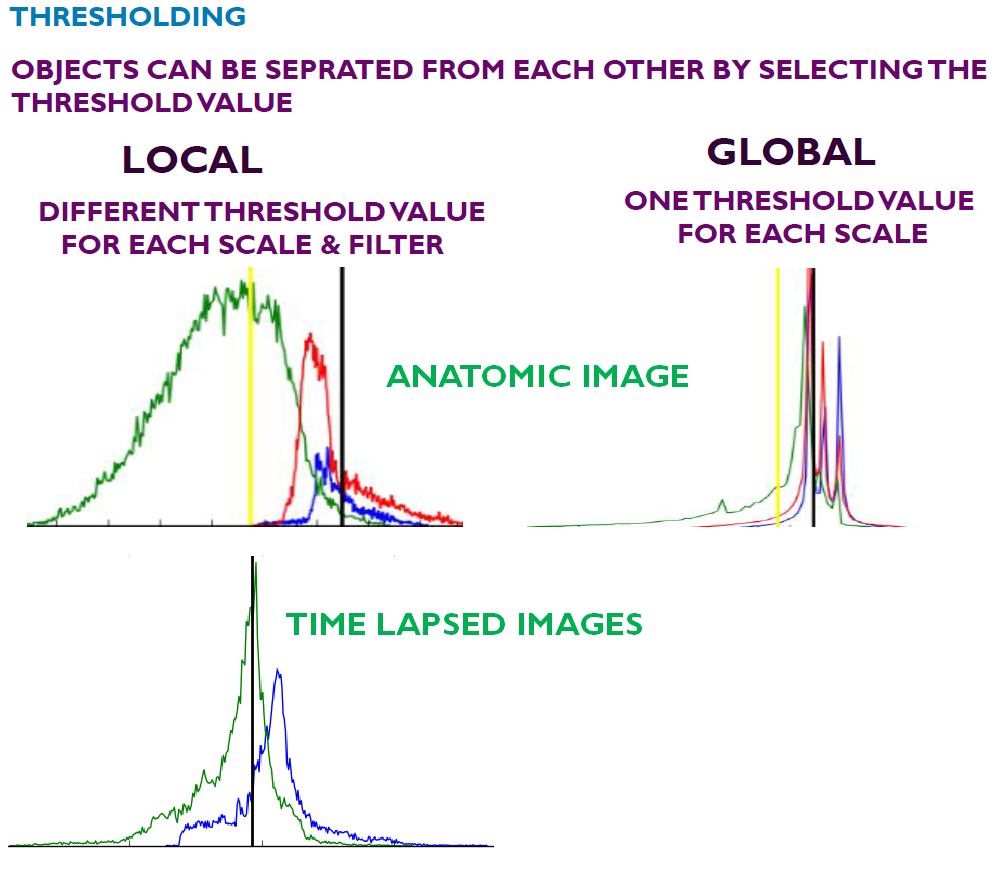 THRESHOLDING
OBJECTS CAN BE SEPRATED FROM EACH OTHER BY SELECTING THE
THRESHOLD VALUE
LOCAL
DIFFERENT THRESHOLD VALUE
FOR EACH SCALE & FILTER
GLOBAL
ONE THRESHOLD VALUE
FOR EACH SCALE
ANATOMIC IMAGE
TIME LAPSED IMAGES